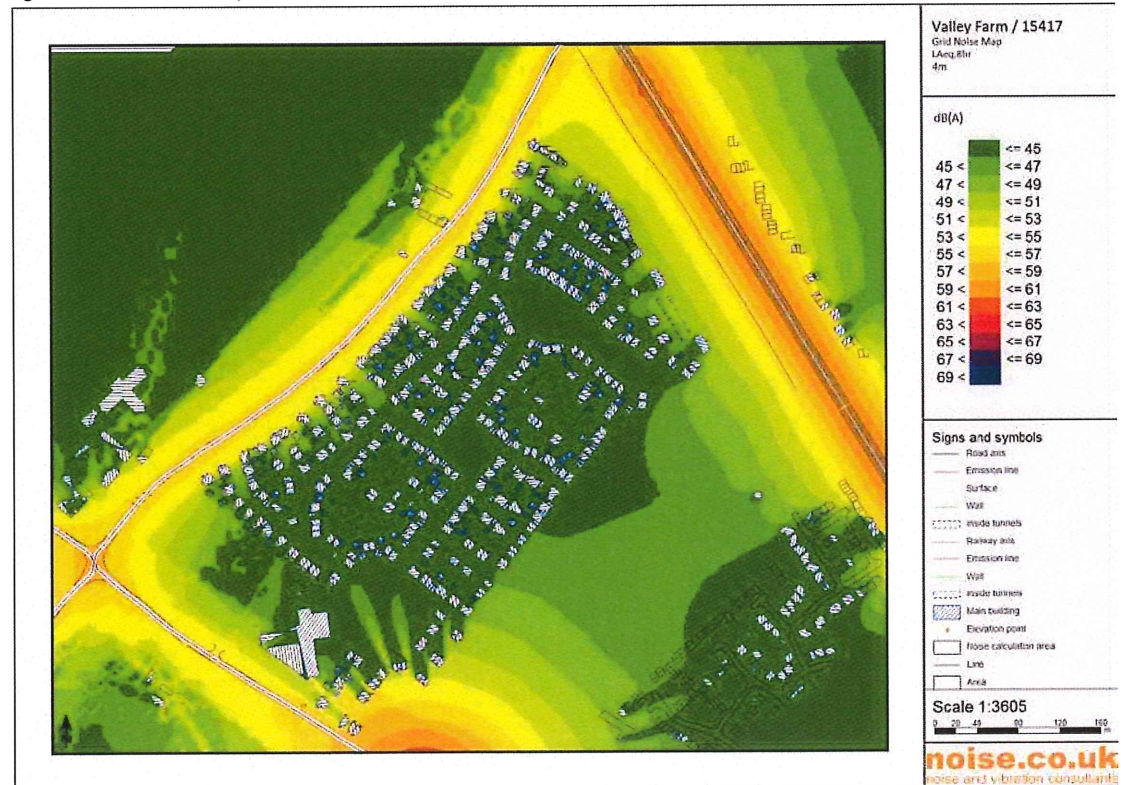 Valley Farm / 15417
Grid Noise Map
LAeq,8hr
4m
dB(A)
<= 45
45 < <= 47
47 < <= 49
49 < <= 51
51 < <= 53
53 < <= 55
55 < <= 57
57 < <= 59
59 < <= 61
61 < <= 63
63 < <= 65
65 < <= 67
67 < <= 69
69 <
Signs and symbols
Road axis
Emission line
Surface
Wall
Inside tunnels
Railway axis
Emission line
Wall
Inside tunnels
Main building
Elevation point
Noise calculation area
Line
Area
Scale 1:3605
0 20 40 80 120 160
m
noise.co.uk
noise and vibration consultants